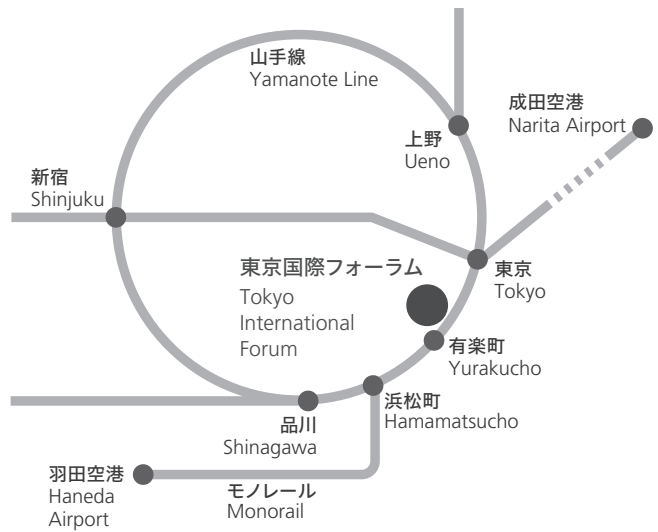 山手線
Yamanote Line
成田空港
Narita Airport
上野
Ueno
新宿
Shinjuku
東京国際フォーラム
Tokyo
International
Forum
東京
Tokyo
有楽町
Yurakucho
浜松町
Hamamatsucho
品川
Shinagawa
羽田空港
Haneda
Airport
モノレール
Monorail